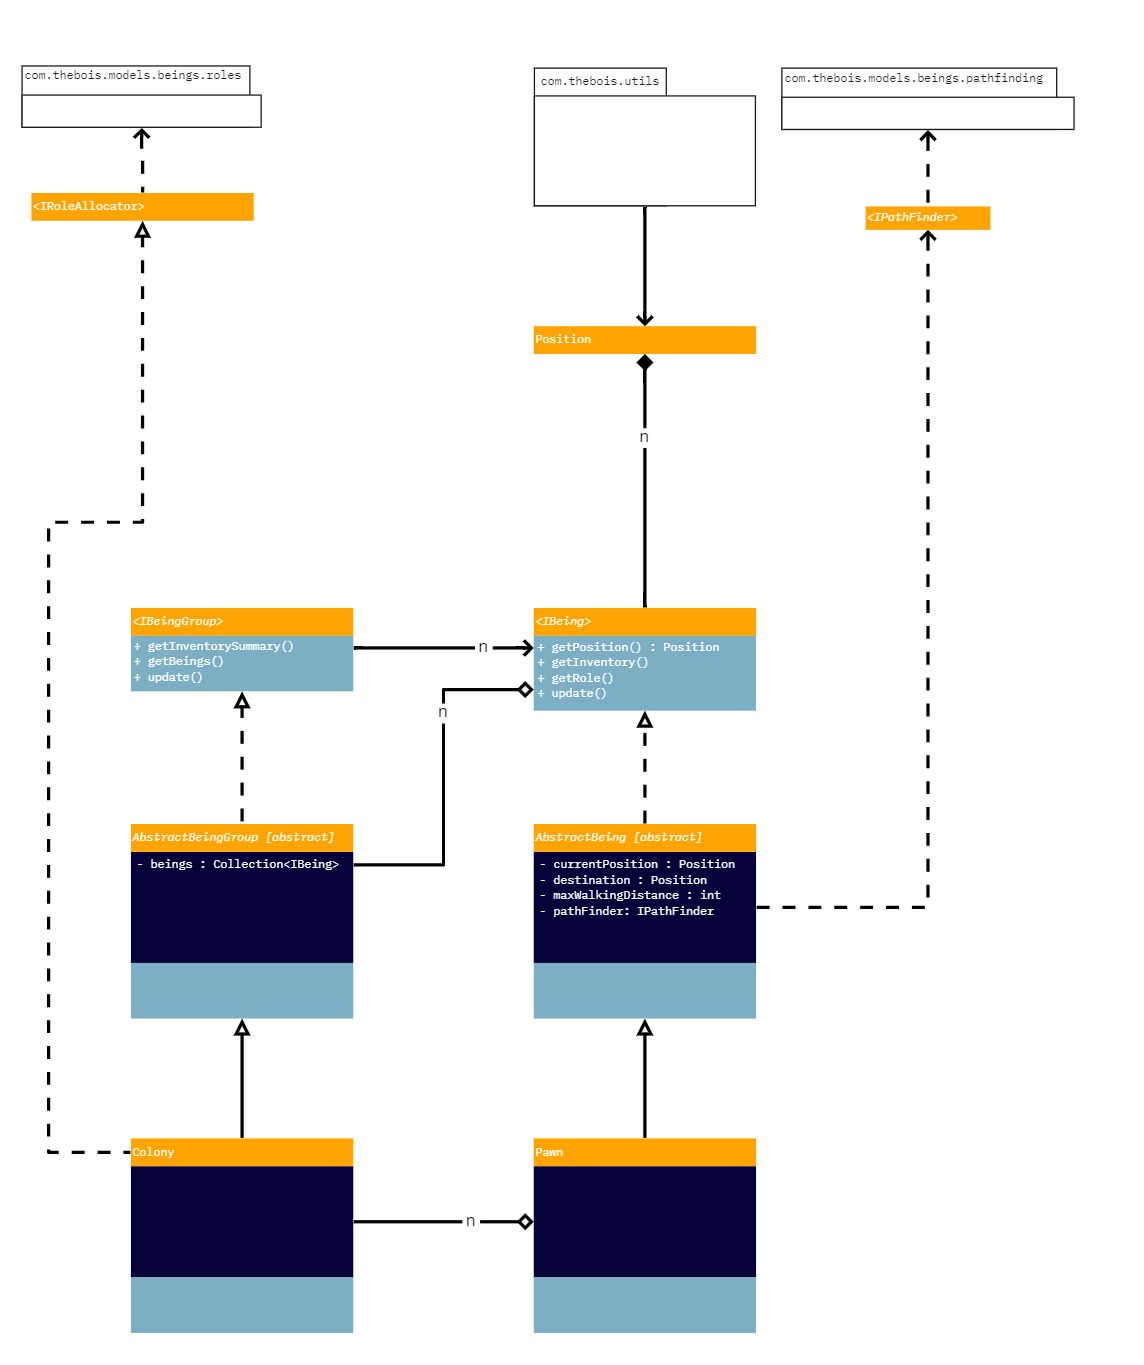 com.thebois.models.beings.roles
com.thebois.utils
com.thebois.models.beings.pathfinding
<IRoleAllocator>
<IPathFinder>
Position
n
<IBeingGroup>
+ getInventorySummary()
+ getBeings()
+ update()
n
<IBeing>
+ getPosition() : Position
+ getInventory()
+ getRole()
+ update()
n
AbstractBeingGroup [abstract]
- beings : Collection<IBeing>
AbstractBeing [abstract]
- currentPosition : Position
- destination : Position
- maxWalkingDistance : int
- pathFinder: IPathFinder
Colony
n
Pawn